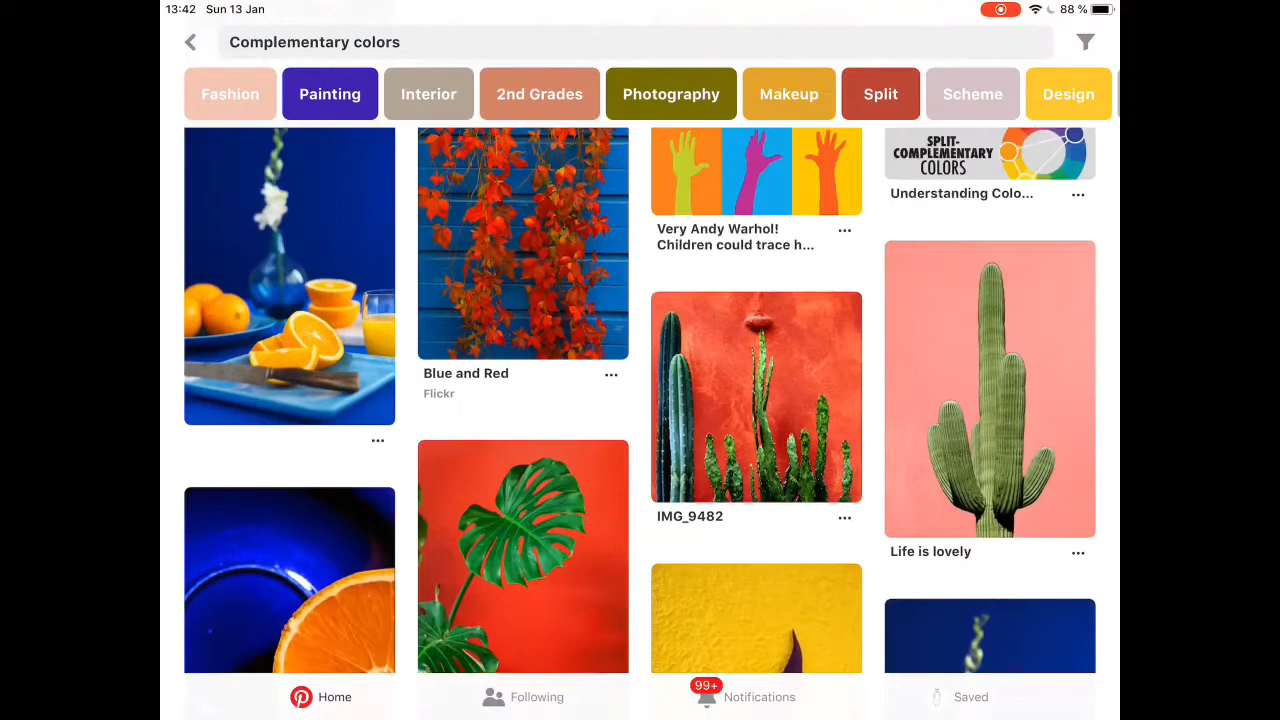 13:42 Sun 13 Jan
88 %
Complementary colors
Fashion
Painting
Interior
2nd Grades
Photography
Makeup
Split
Scheme
Design
SPLIT-
COMPLEMENTARY
COLORS
Understanding Colo...
Very Andy Warhol!
Children could trace h...
Blue and Red
Flickr
IMG_9482
Life is lovely
Home
Following
99+
Notifications
Saved